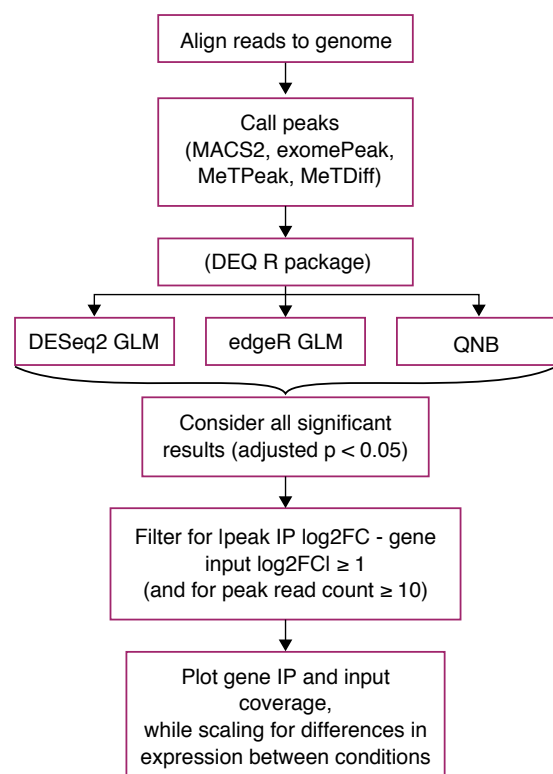 Align reads to genome
Call peaks
(MACS2, exomePeak,
MeTPeak, MeTDiff)
(DEQ R package)
DESeq2 GLM
edgeR GLM
QNB
Consider all significant
results (adjusted p < 0.05)
Filter for |peak IP log2FC - gene
input log2FC| ≥ 1
(and for peak read count ≥ 10)
Plot gene IP and input
coverage,
while scaling for differences in
expression between conditions